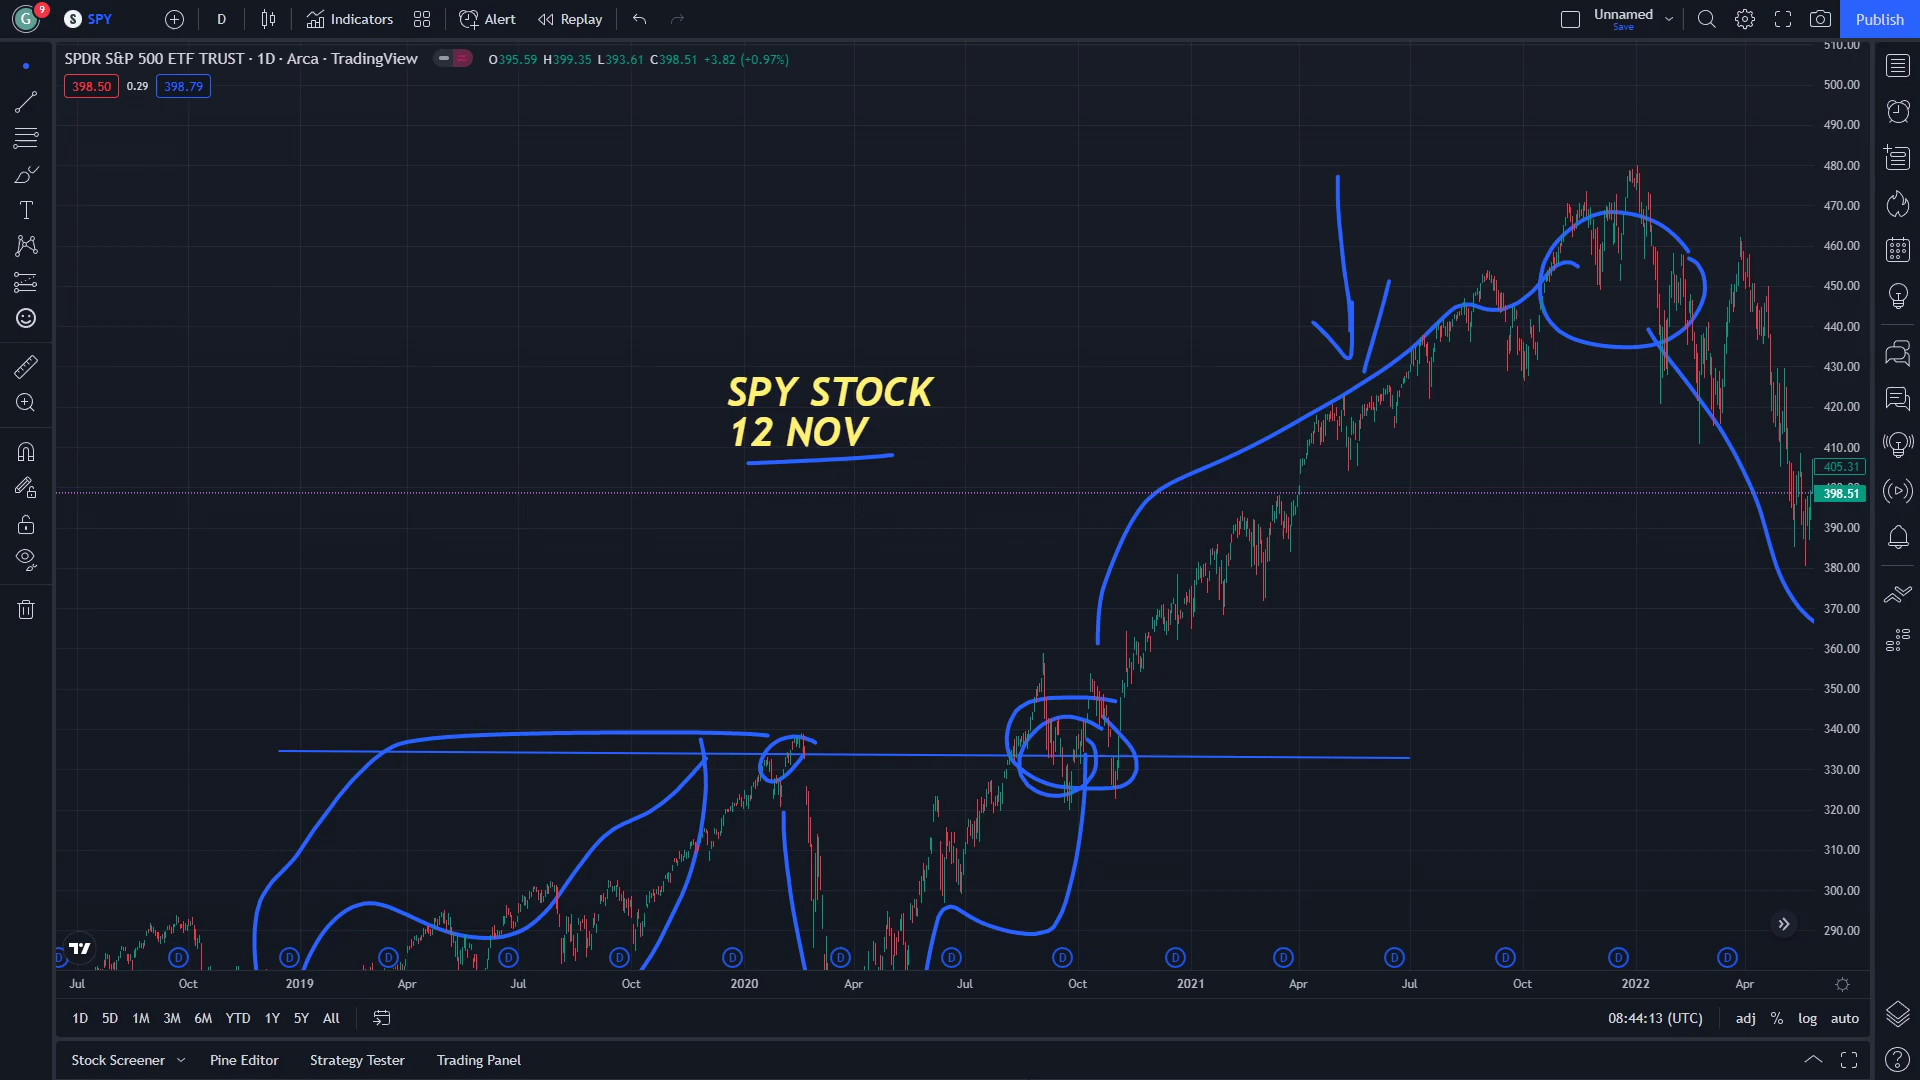 G 9 S SPY D Indicators Alert Replay Unnamed Save Publish
SPDR S&P 500 ETF TRUST · 1D · Arca · TradingView O395.59 H399.35 L393.61 C398.51 +3.82 (+0.97%)
398.50 0.29 398.79
510.00
500.00
490.00
480.00
470.00
460.00
450.00
440.00
430.00
420.00
410.00
405.31
398.51
390.00
380.00
370.00
360.00
350.00
340.00
330.00
320.00
310.00
300.00
290.00
SPY STOCK
12 NOV
D D D D D D D D D D D D D D D D
Jul Oct 2019 Apr Jul Oct 2020 Apr Jul Oct 2021 Apr Jul Oct 2022 Apr
1D 5D 1M 3M 6M YTD 1Y 5Y All 08:44:13 (UTC) adj % log auto
Stock Screener Pine Editor Strategy Tester Trading Panel